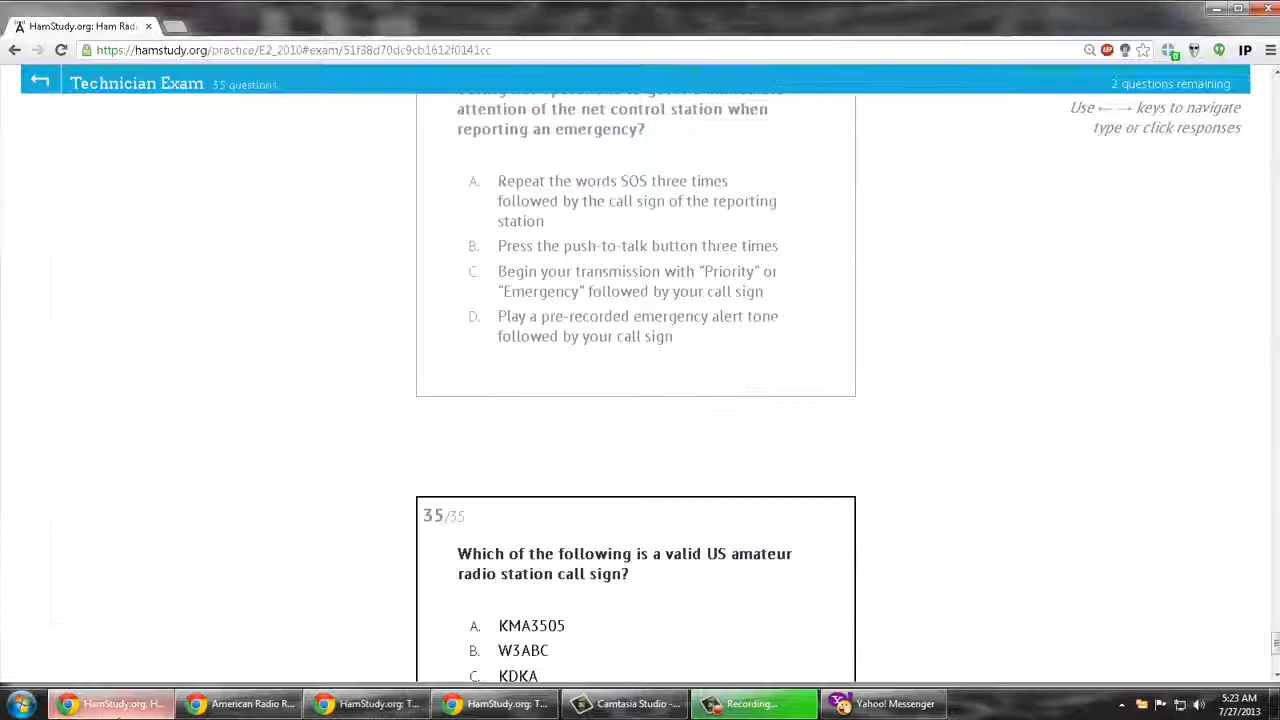 HamStudy.org: Ham Rad
https://hamstudy.org/practice/E2_2010#exam/51f38d70dc9cb1612f0141cc
IP
Technician Exam 35 questions
2 questions remaining
Use ← → keys to navigate
type or click responses
attention of the net control station when
reporting an emergency?
A. Repeat the words SOS three times
followed by the call sign of the reporting
station
B. Press the push-to-talk button three times
C. Begin your transmission with "Priority" or
"Emergency" followed by your call sign
D. Play a pre-recorded emergency alert tone
followed by your call sign
35/35
Which of the following is a valid US amateur
radio station call sign?
A. KMA3505
B. W3ABC
C. KDKA
HamStudy.org: H...
American Radio R...
HamStudy.org: T...
HamStudy.org: T...
Camtasia Studio -...
Recording...
Yahoo! Messenger
5:23 AM
7/27/2013